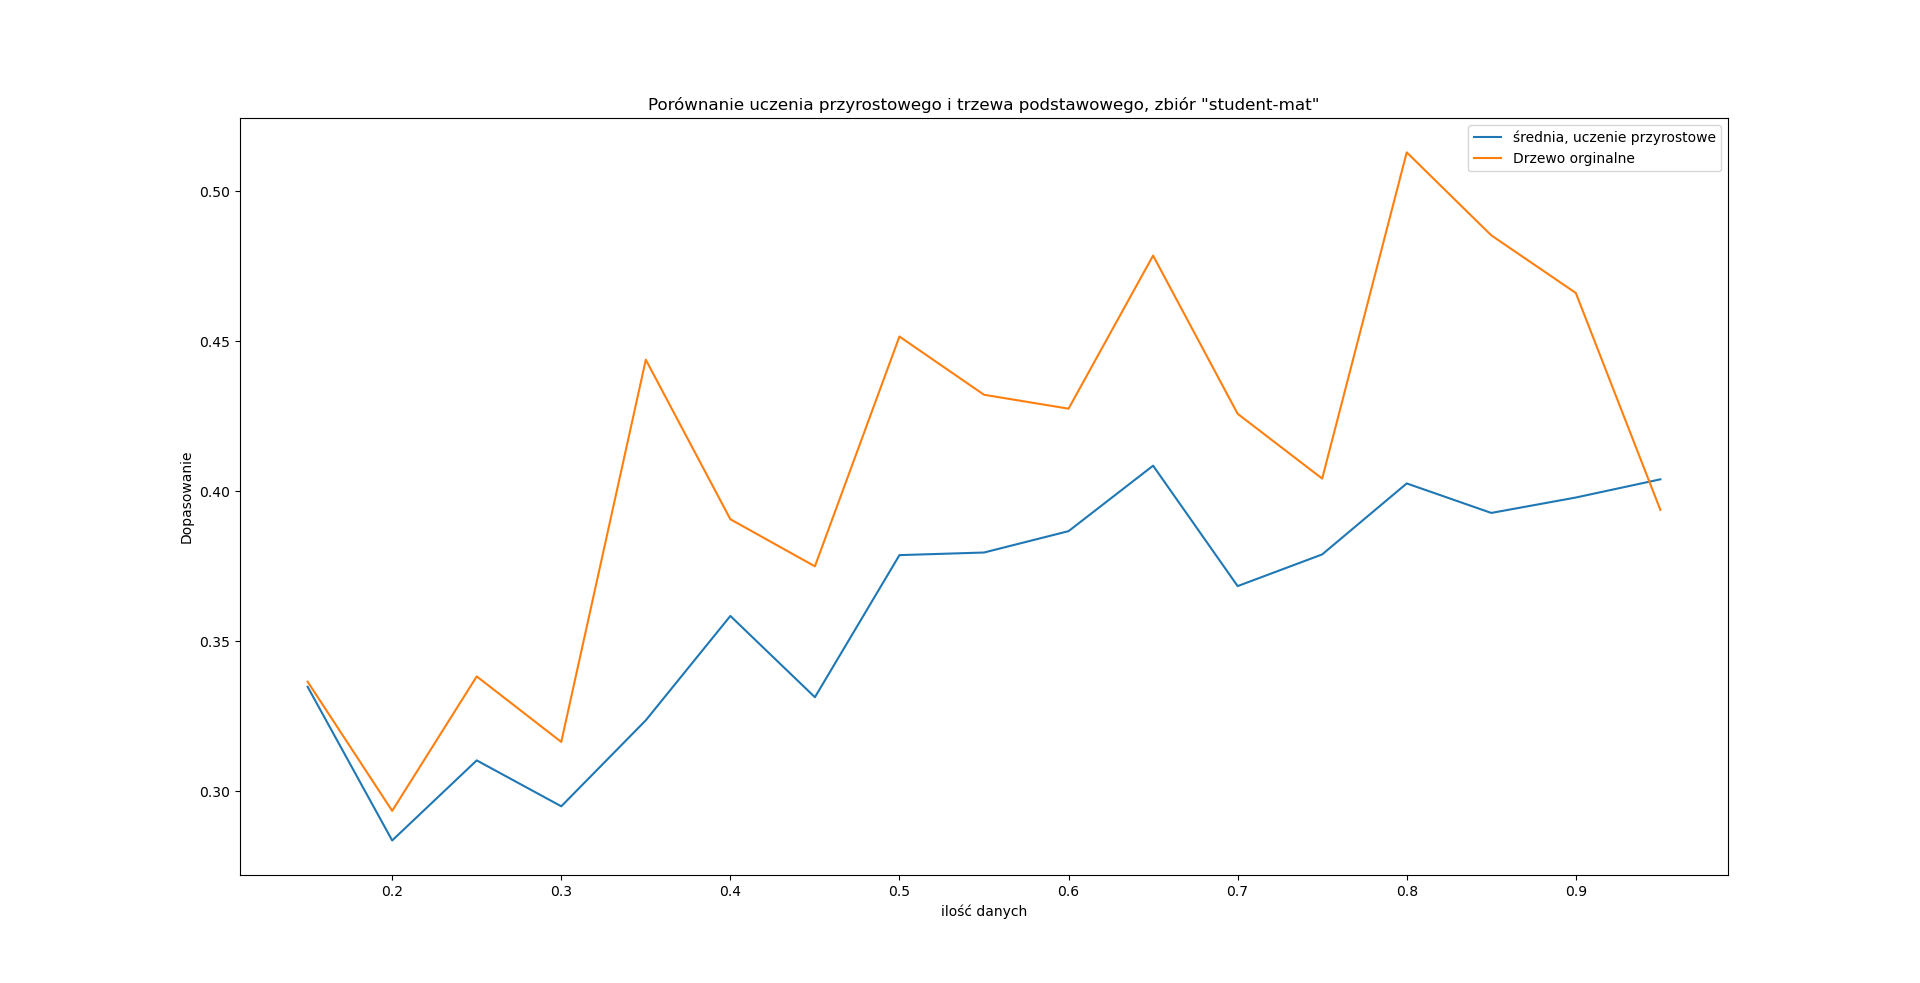 Porównanie uczenia przyrostowego i trzewa podstawowego, zbiór "student-mat"
średnia, uczenie przyrostowe
Drzewo orginalne
0.50
0.45
0.40
0.35
0.30
Dopasowanie
0.2 0.3 0.4 0.5 0.6 0.7 0.8 0.9
ilość danych